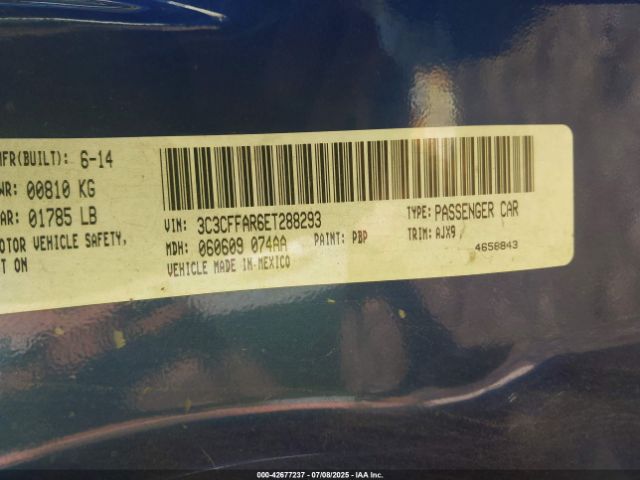 MFR(BUILT): 6-14
WR: 00810 KG
AR: 01785 LB
OTOR VEHICLE SAFETY,
T ON
VIN: 3C3CFFAR6ET288293
TYPE: PASSENGER CAR
MDH: 060609 074AA
PAINT: PBP
TRIM: AJX9
VEHICLE MADE IN MEXICO
4658843
000-42677237 - 07/08/2025 - IAA Inc.